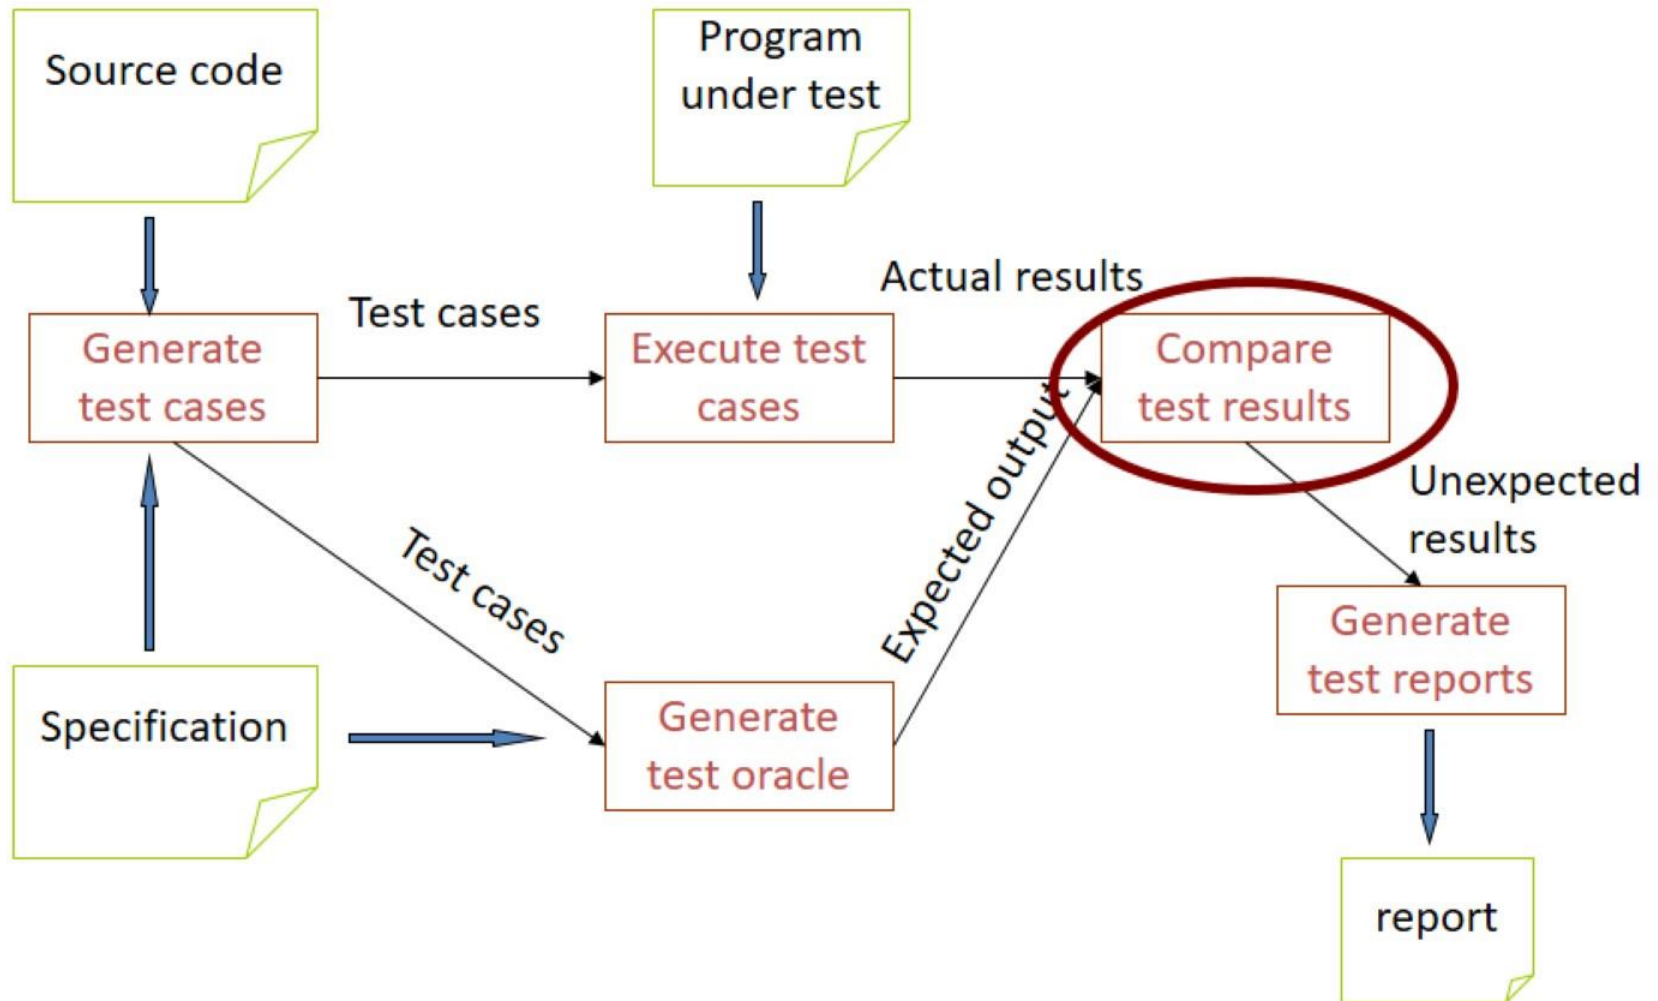 Source code
Program
under test
Actual results
Test cases
Generate
test cases
Execute test
cases
Compare
test results
Expected output
Unexpected
results
Test cases
Generate
test reports
Specification
Generate
test oracle
report